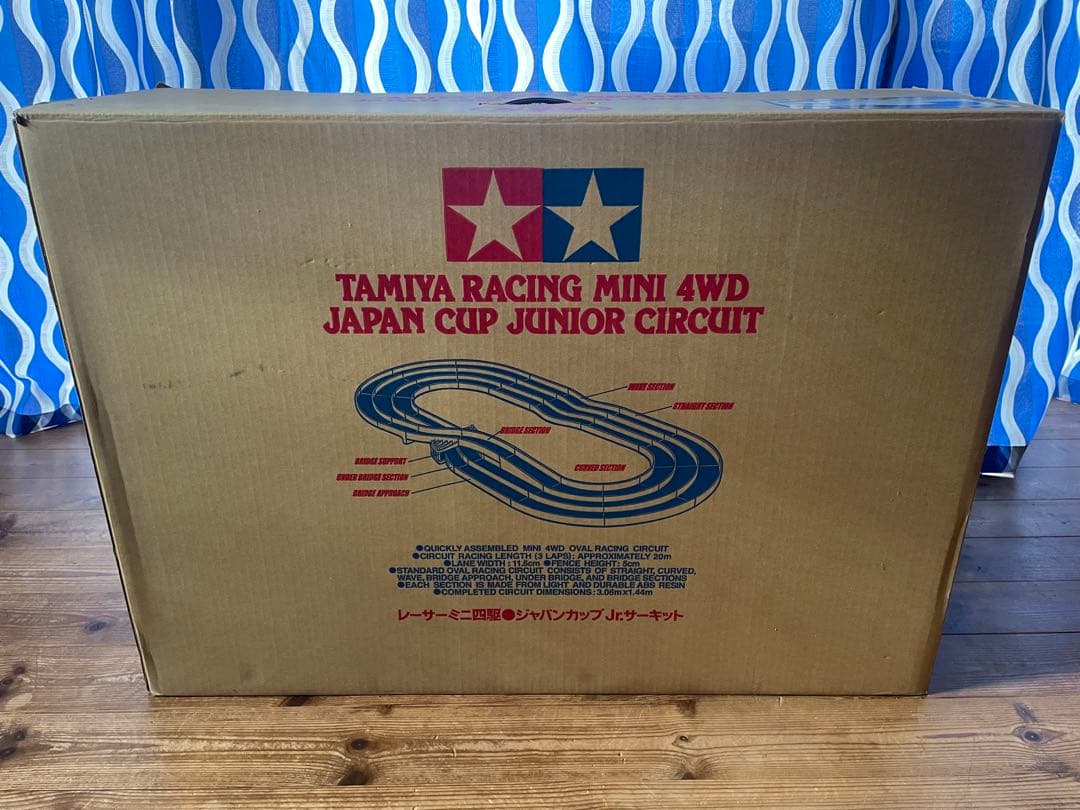 TAMIYA RACING MINI 4WD
JAPAN CUP JUNIOR CIRCUIT
WAVE SECTION
STRAIGHT SECTION
BRIDGE SECTION
CURVED SECTION
BRIDGE SUPPORT
UNDER BRIDGE SECTION
BRIDGE APPROACH
●QUICKLY ASSEMBLED MINI 4WD OVAL RACING CIRCUIT
●CIRCUIT RACING LENGTH (3 LAPS): APPROXIMATELY 20m
●LANE WIDTH : 11.5cm ●FENCE HEIGHT: 5cm
●STANDARD OVAL RACING CIRCUIT CONSISTS OF STRAIGHT, CURVED,
WAVE, BRIDGE APPROACH, UNDER BRIDGE, AND BRIDGE SECTIONS
●EACH SECTION IS MADE FROM LIGHT AND DURABLE ABS RESIN
●COMPLETED CIRCUIT DIMENSIONS : 3.06m×1.44m
レーサーミニ四駆●ジャパンカップ Jr.サーキット